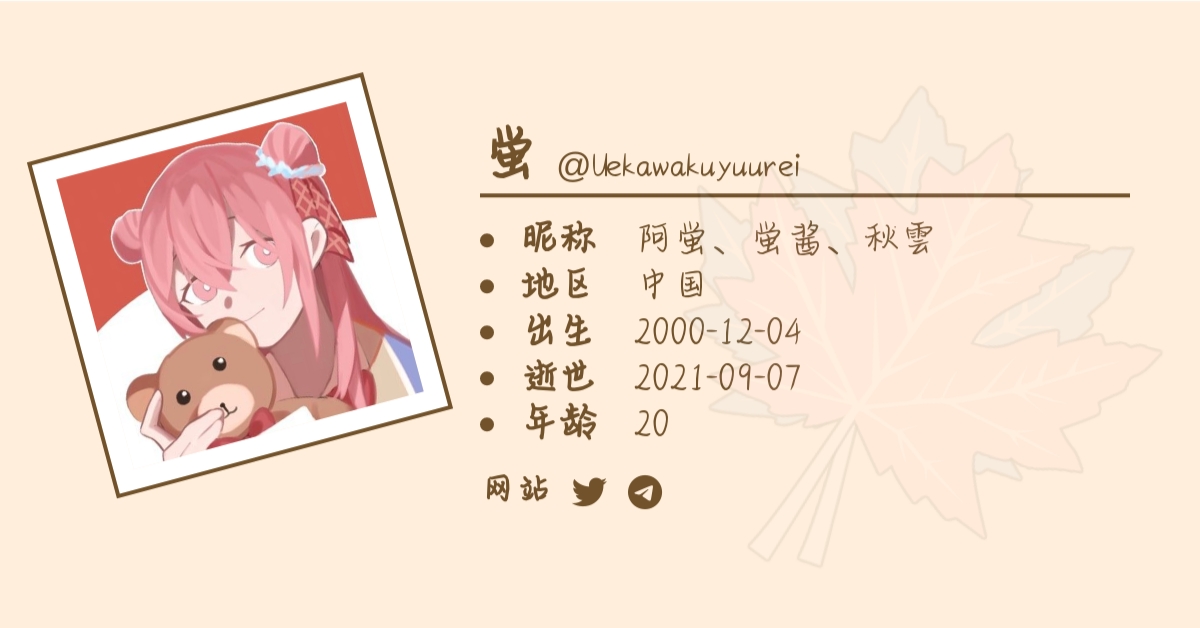 萤 @Uekawakuyuurei
昵称 阿萤、萤酱、秋雲
地区 中国
出生 2000-12-04
逝世 2021-09-07
年龄 20
网站